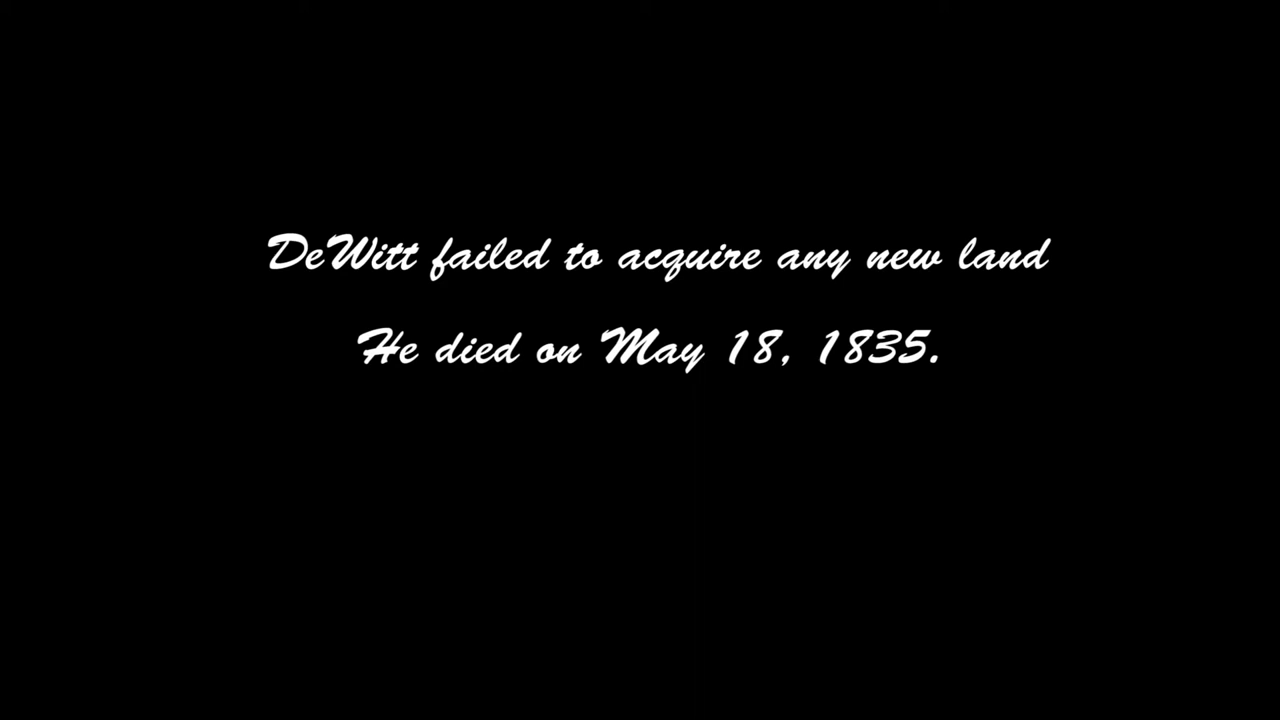 DeWitt failed to acquire any new land
He died on May 18, 1835.